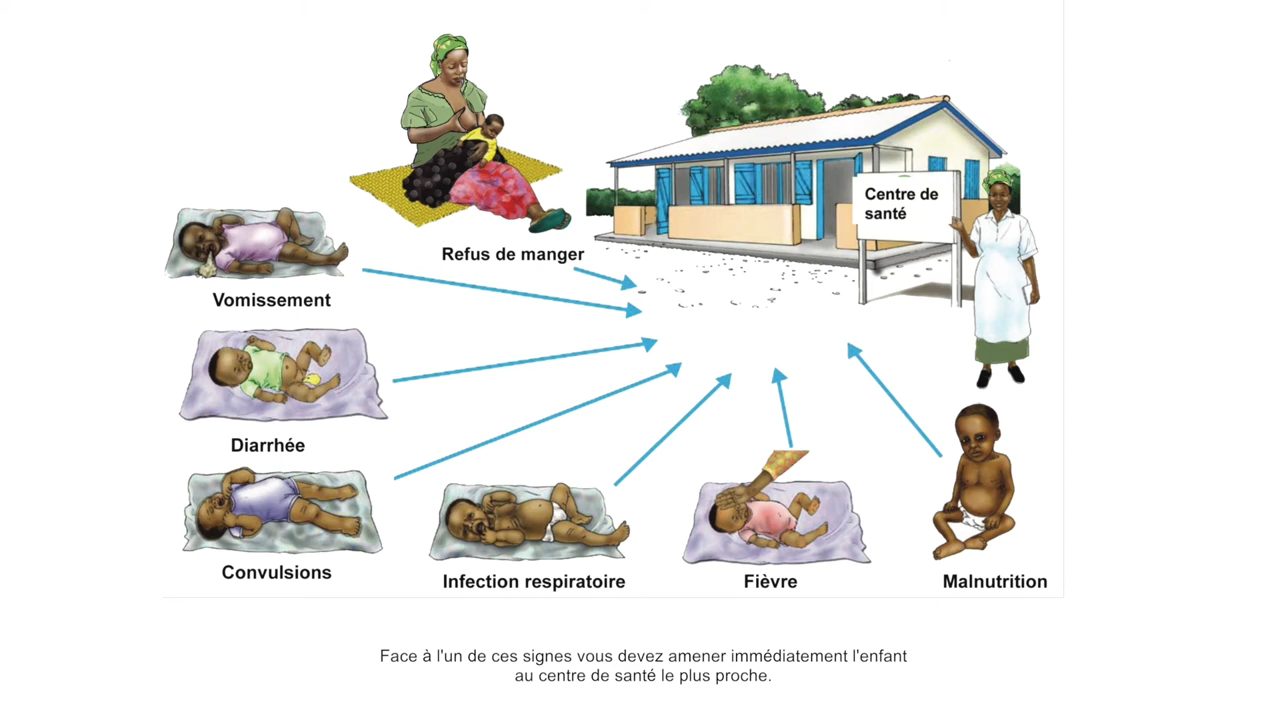 Centre de
santé
Refus de manger
Vomissement
Diarrhée
Convulsions
Infection respiratoire
Fièvre
Malnutrition
Face à l'un de ces signes vous devez amener immédiatement l'enfant
au centre de santé le plus proche.